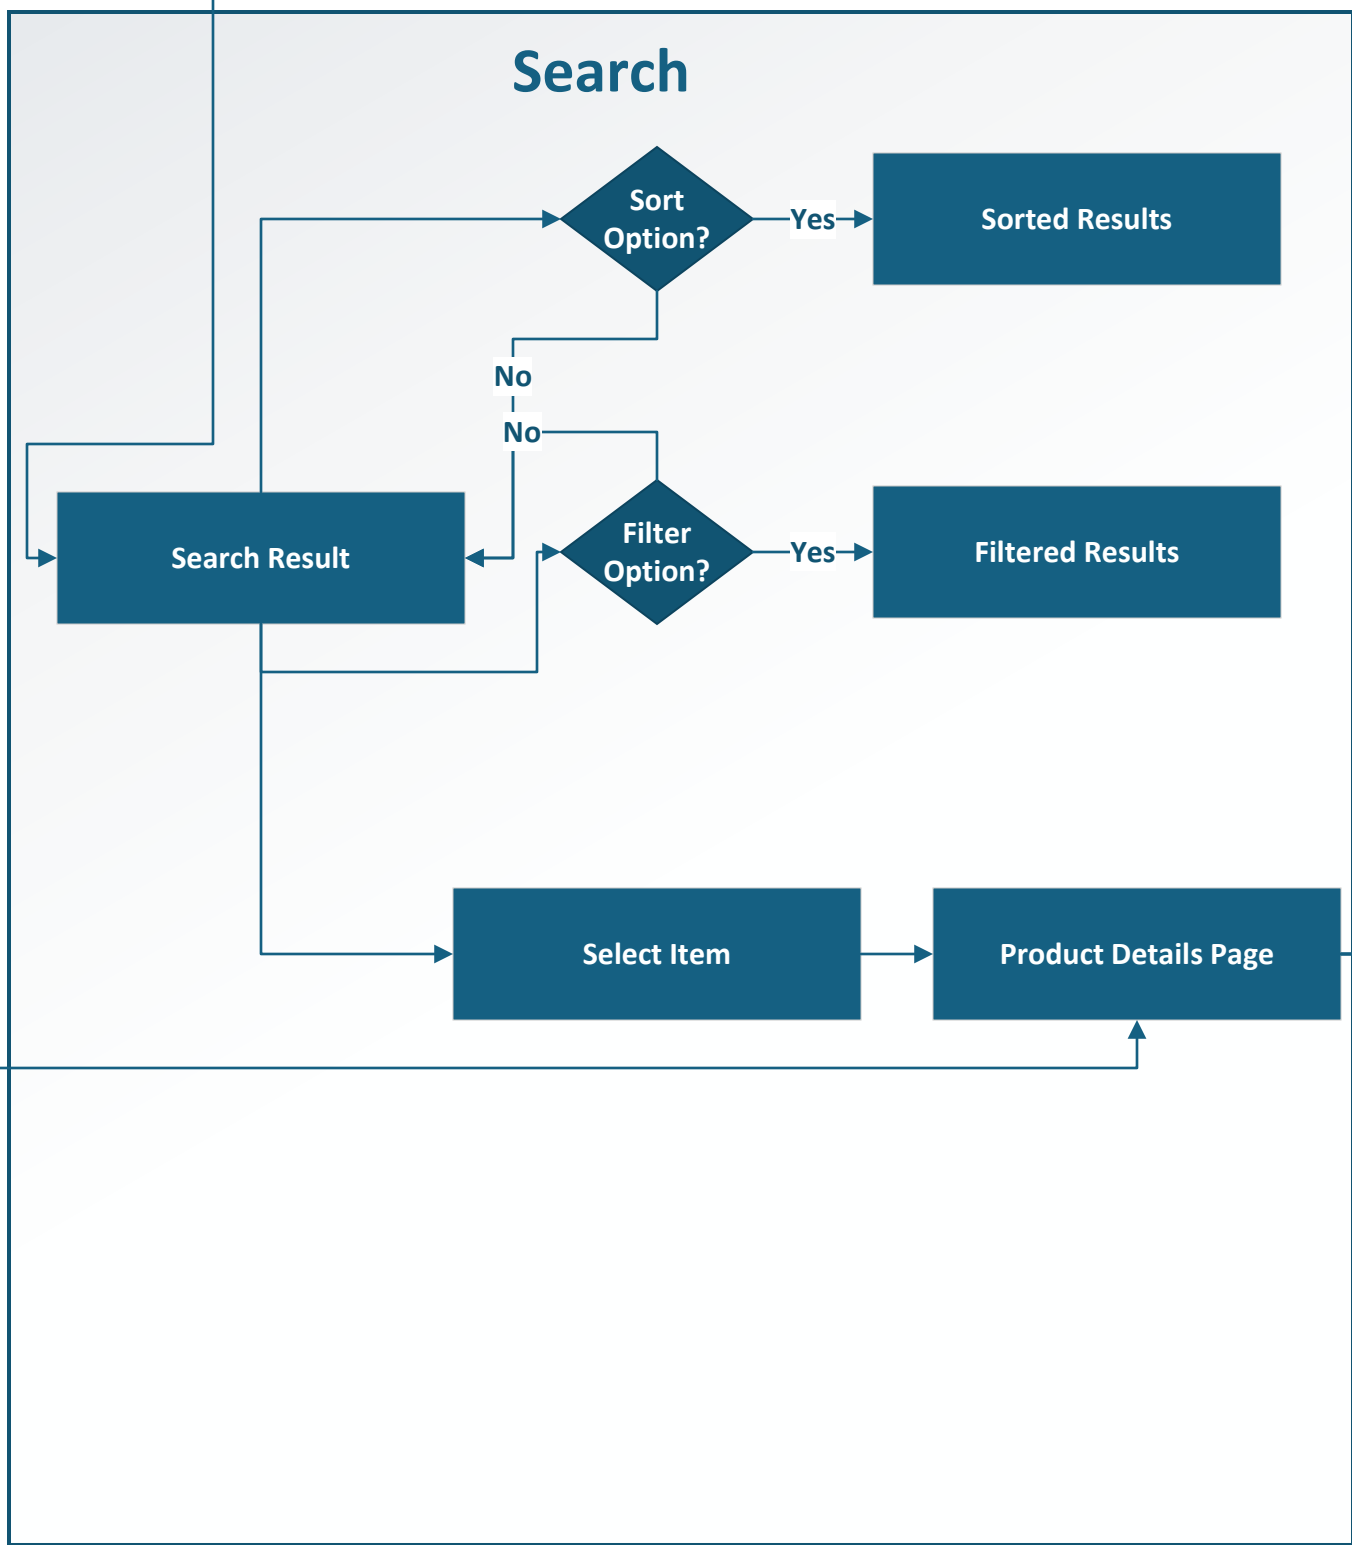 Search
Sort
Option?
Yes
Sorted Results
No
No
Search Result
Filter
Option?
Yes
Filtered Results
Select Item
Product Details Page